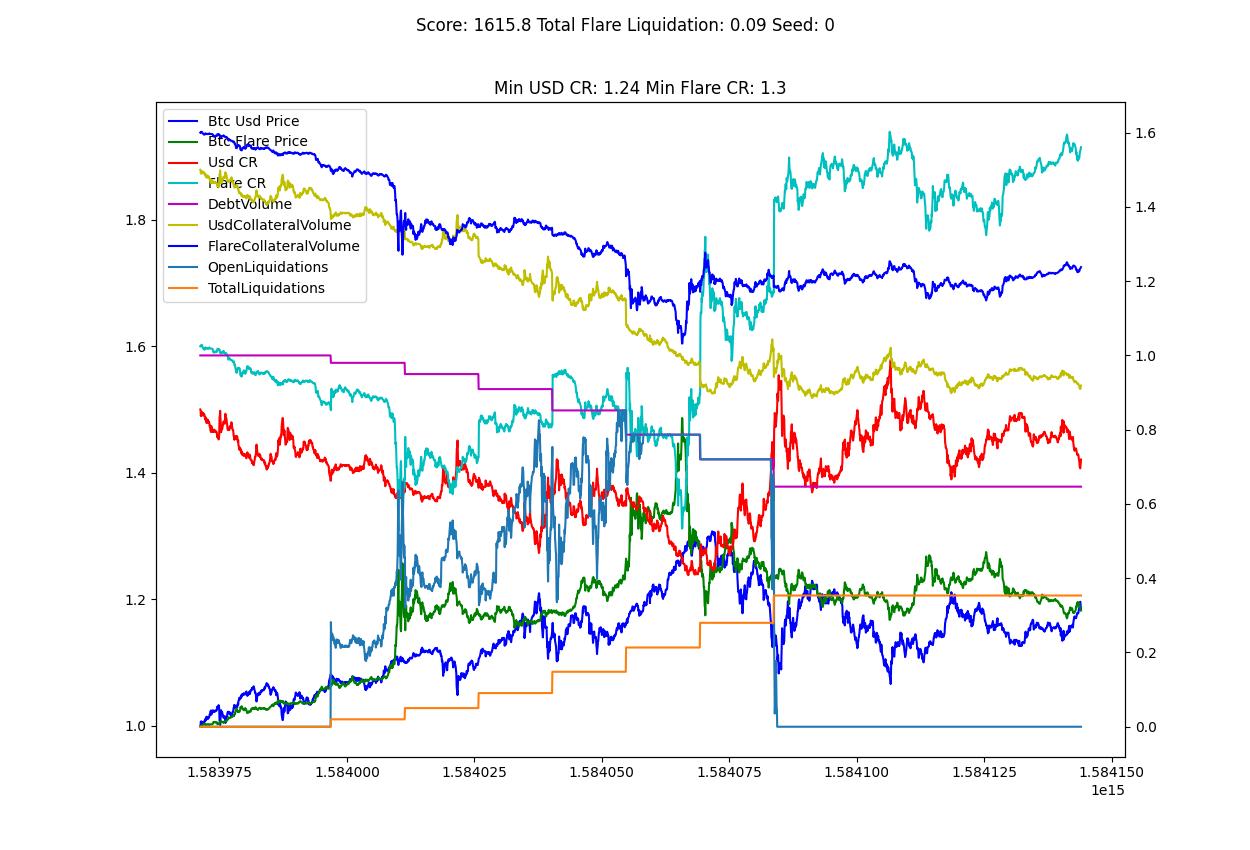 Score: 1615.8 Total Flare Liquidation: 0.09 Seed: 0
Min USD CR: 1.24 Min Flare CR: 1.3
Btc Usd Price
Btc Flare Price
Usd CR
Flare CR
DebtVolume
UsdCollateralVolume
FlareCollateralVolume
OpenLiquidations
TotalLiquidations
1.8
1.6
1.4
1.2
1.0
1.6
1.4
1.2
1.0
0.8
0.6
0.4
0.2
0.0
1.583975 1.584000 1.584025 1.584050 1.584075 1.584100 1.584125 1.584150
1e15